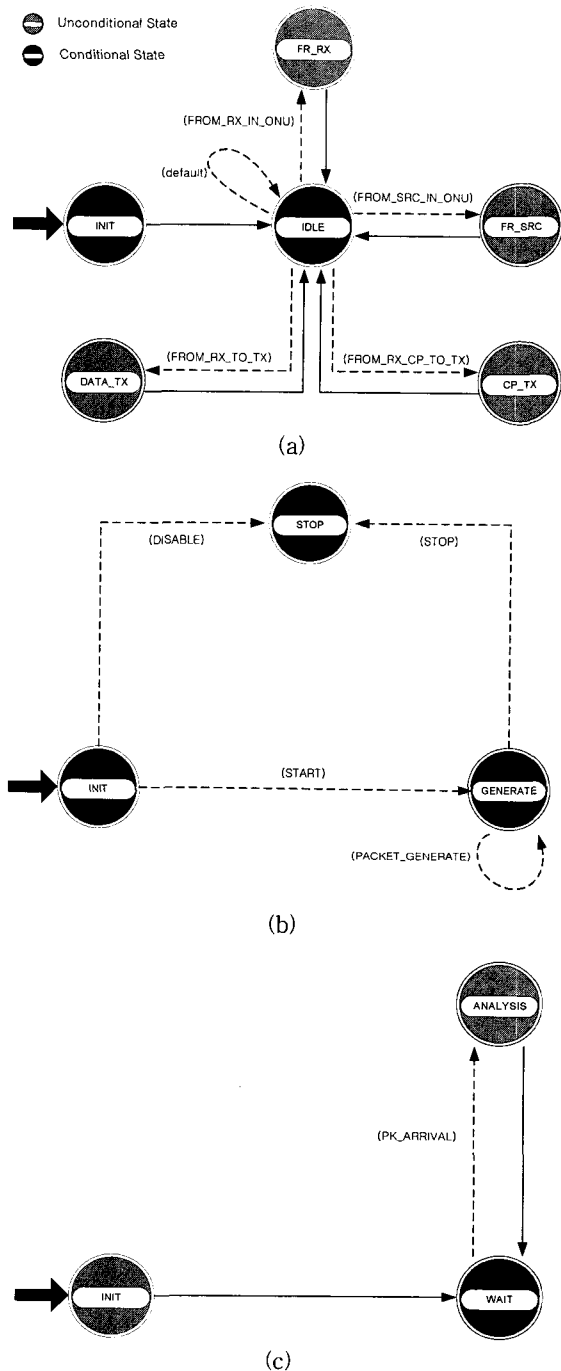 Unconditional State
Conditional State
FR_RX
(FROM_RX_IN_ONU)
(default)
(FROM_SRC_IN_ONU)
INIT
IDLE
FR_SRC
(FROM_RX_TO_TX)
(FROM_RX_CP_TO_TX)
DATA_TX
CP_TX
(a)
STOP
(DISABLE)
(STOP)
(START)
INIT
GENERATE
(PACKET_GENERATE)
(b)
ANALYSIS
(PK_ARRIVAL)
INIT
WAIT
(c)